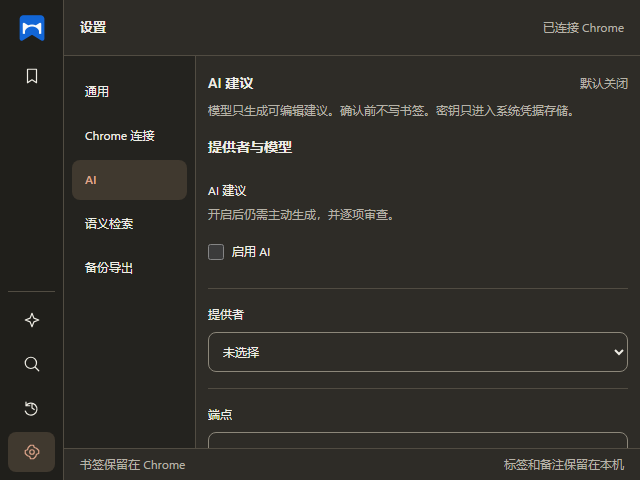 设置
已连接 Chrome
通用
Chrome 连接
AI
语义检索
备份导出
AI 建议
默认关闭
模型只生成可编辑建议。确认前不写书签。密钥只进入系统凭据存储。
提供者与模型
AI 建议
开启后仍需主动生成，并逐项审查。
启用 AI
提供者
未选择
端点
书签保留在 Chrome
标签和备注保留在本机